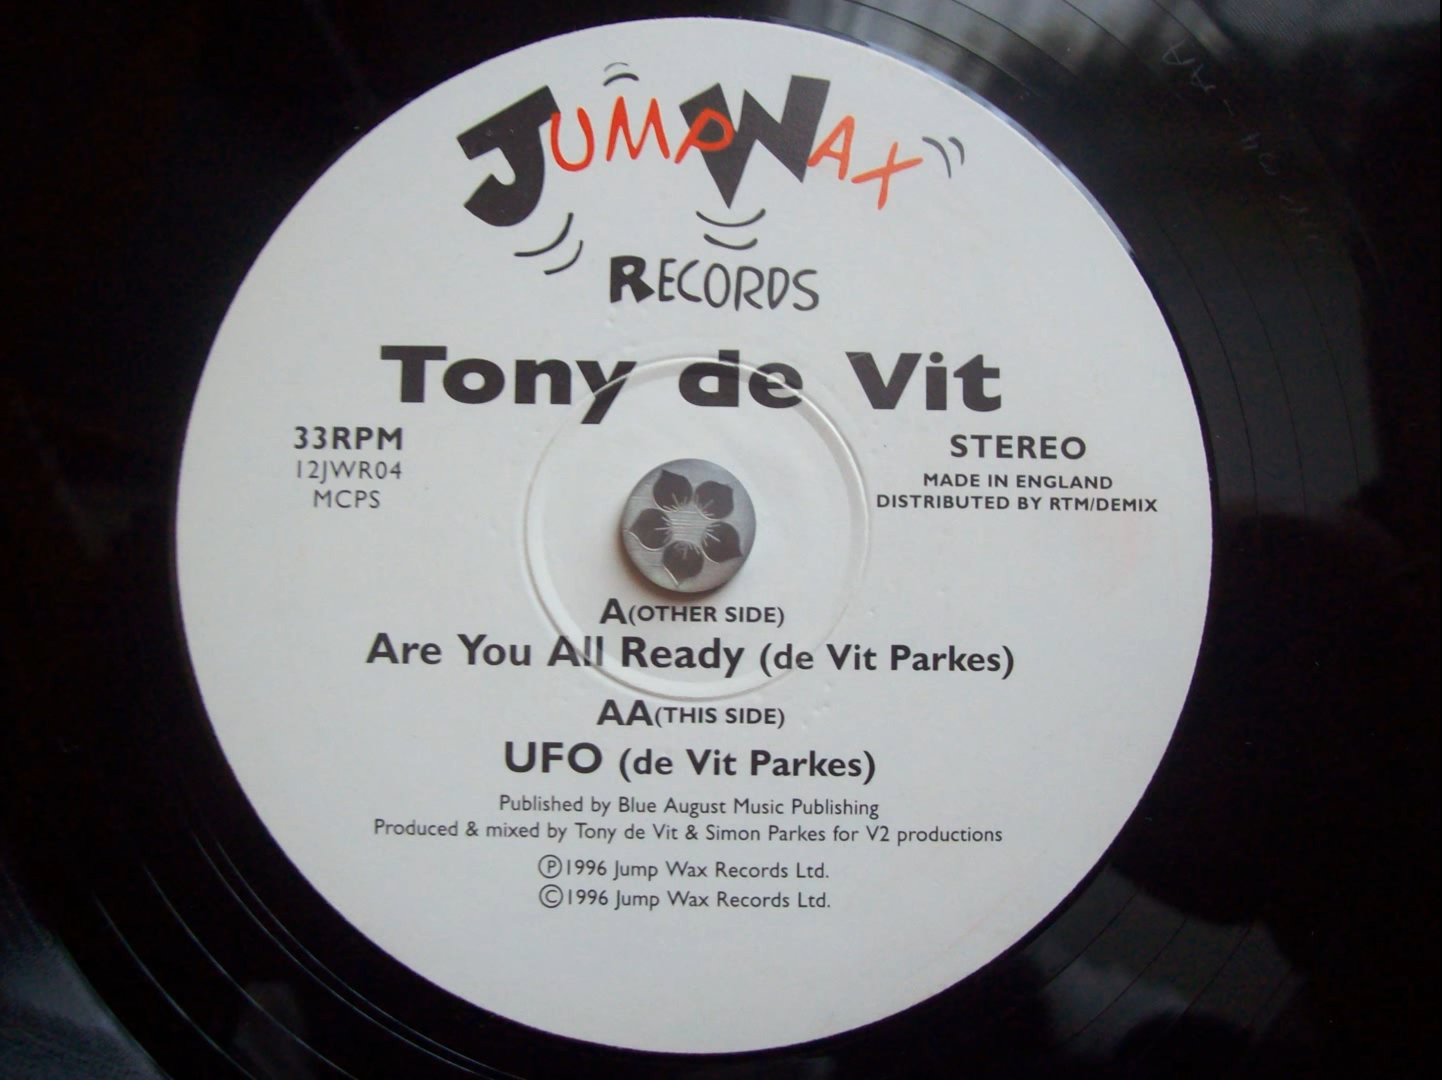 JUMP WAX
RECORDS
Tony de Vit
33RPM
12JWR04
MCPS
STEREO
MADE IN ENGLAND
DISTRIBUTED BY RTM/DEMIX
A(OTHER SIDE)
Are You All Ready (de Vit Parkes)
AA(THIS SIDE)
UFO (de Vit Parkes)
Published by Blue August Music Publishing
Produced & mixed by Tony de Vit & Simon Parkes for V2 productions
℗1996 Jump Wax Records Ltd.
©1996 Jump Wax Records Ltd.